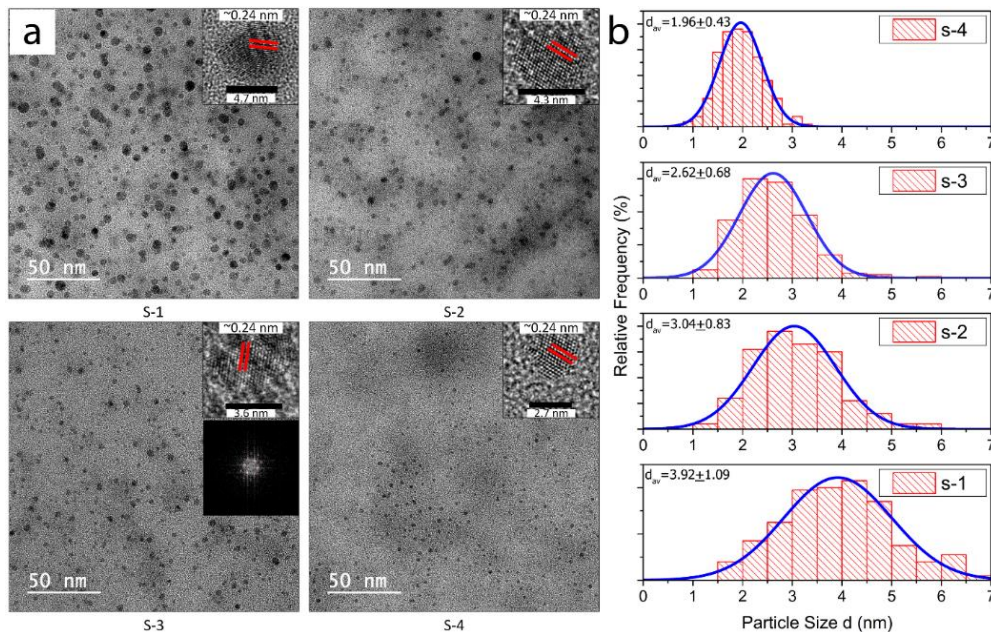 a
~0.24 nm
4.7 nm
50 nm
S-1
~0.24 nm
4.3 nm
50 nm
S-2
~0.24 nm
3.6 nm
50 nm
S-3
~0.24 nm
2.7 nm
50 nm
S-4
b
dav=1.96±0.43
s-4
0 1 2 3 4 5 6 7
dav=2.62±0.68
s-3
0 1 2 3 4 5 6 7
dav=3.04±0.83
s-2
0 1 2 3 4 5 6 7
dav=3.92±1.09
s-1
0 1 2 3 4 5 6 7
Relative Frequency (%)
Particle Size d (nm)